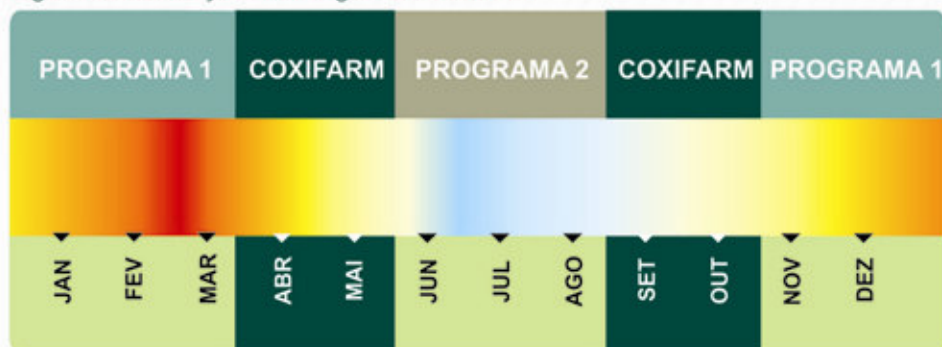 PROGRAMA 1 COXIFARM PROGRAMA 2 COXIFARM PROGRAMA 1
JAN FEV MAR ABR MAI JUN JUL AGO SET OUT NOV DEZ